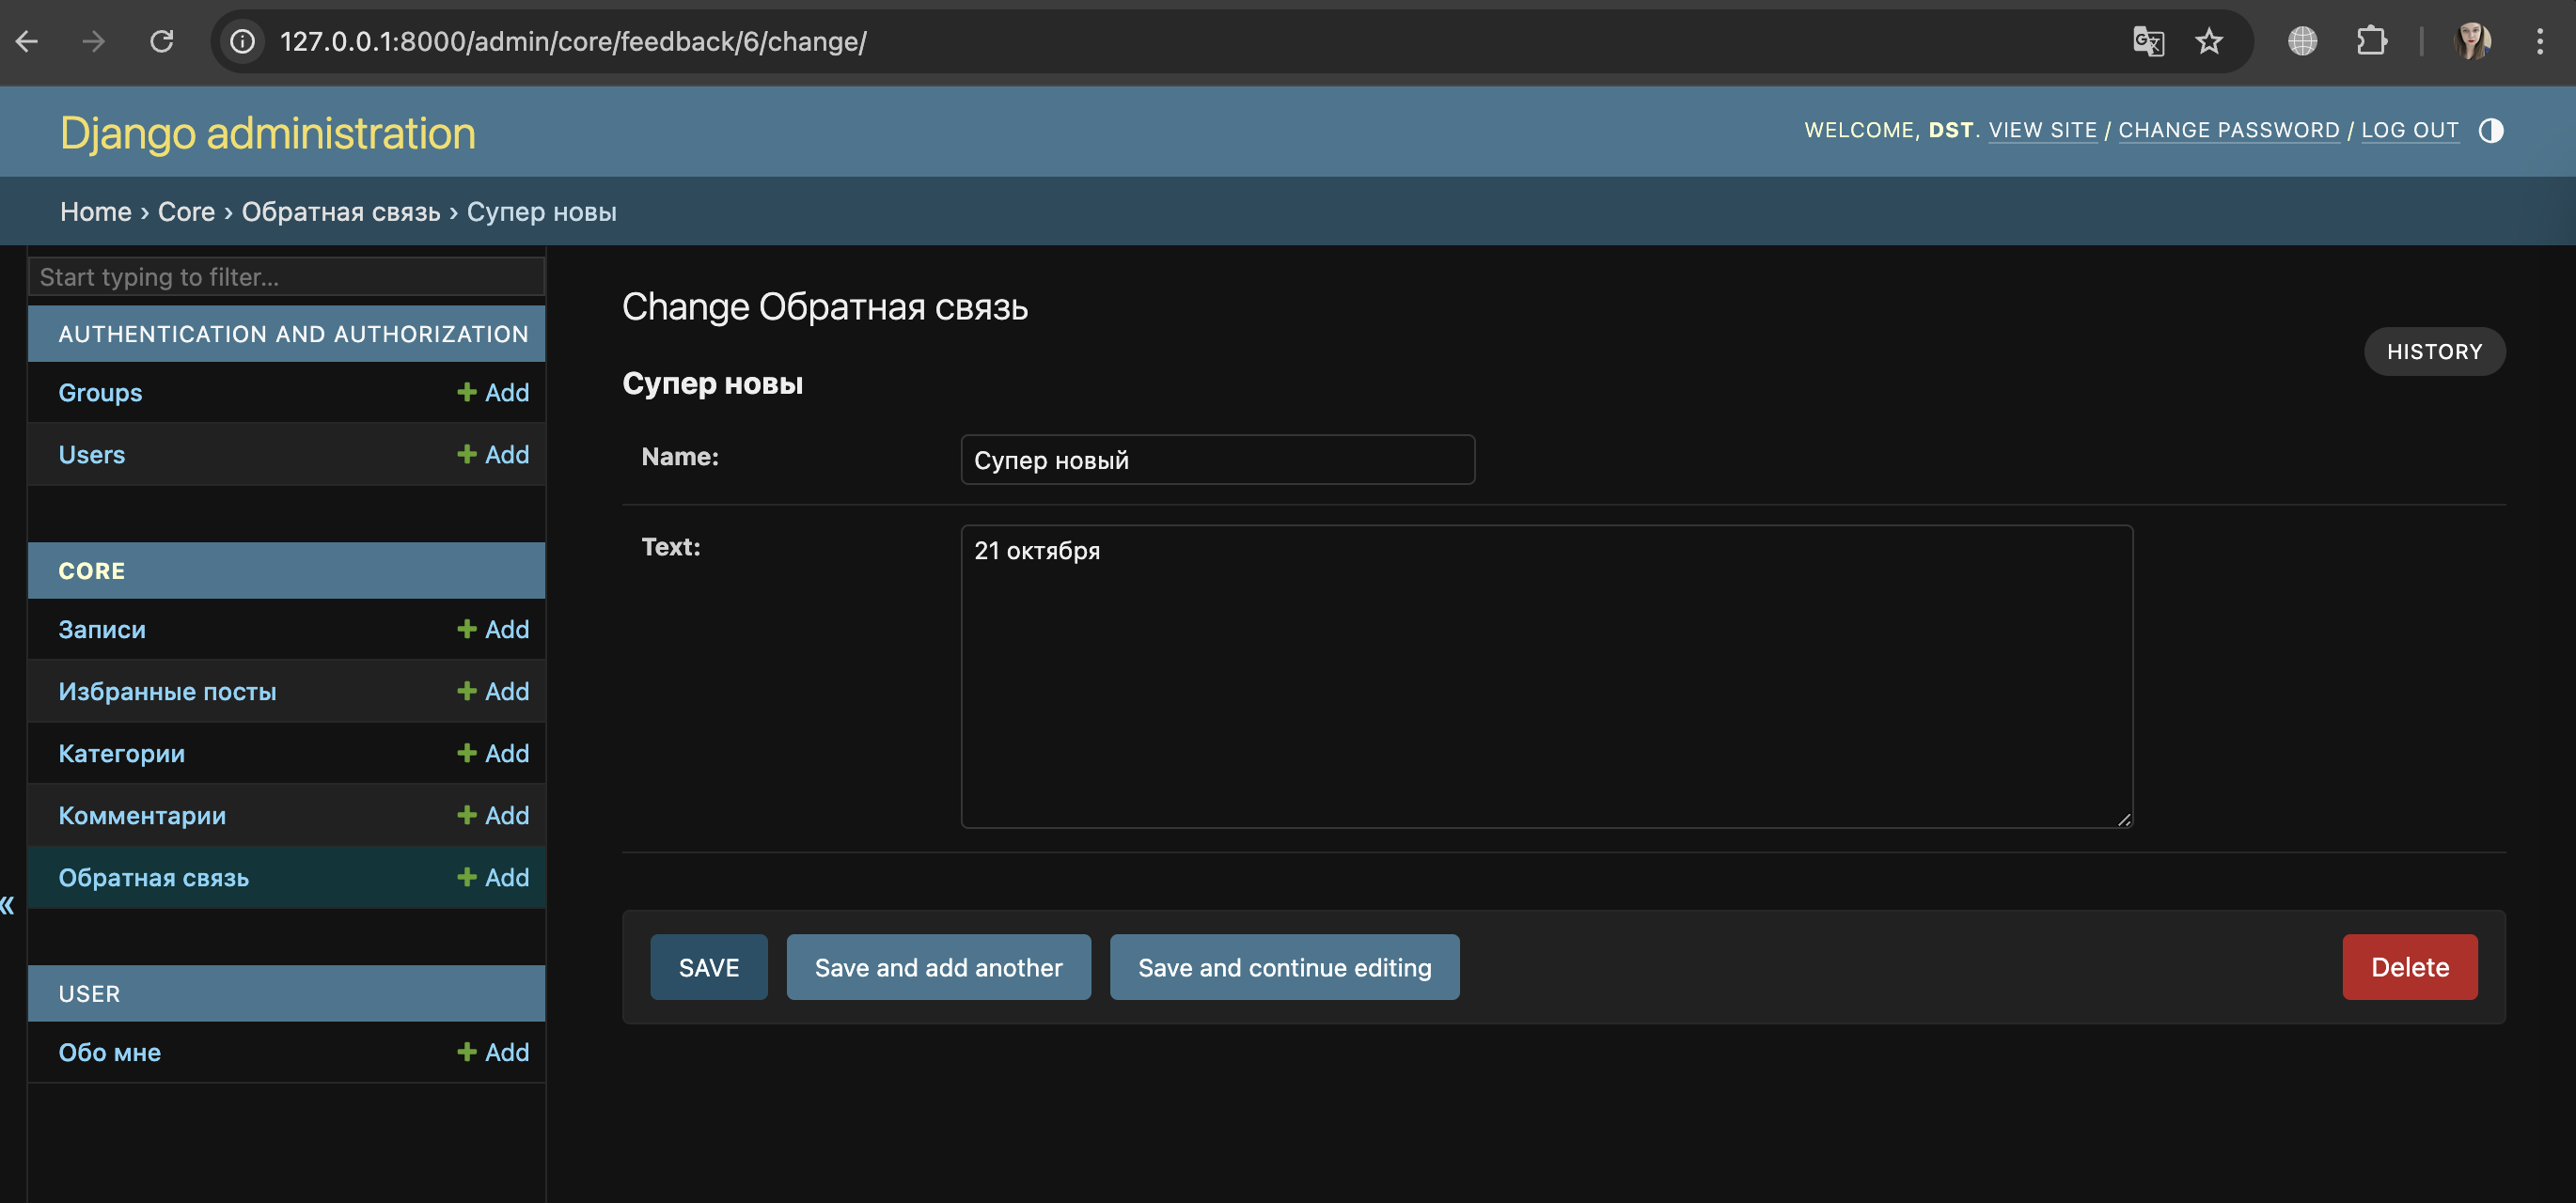 127.0.0.1:8000/admin/core/feedback/6/change/
Django administration
WELCOME, DST. VIEW SITE / CHANGE PASSWORD / LOG OUT
Home › Core › Обратная связь › Супер новы
Start typing to filter...
AUTHENTICATION AND AUTHORIZATION
Groups + Add
Users + Add
CORE
Записи + Add
Избранные посты + Add
Категории + Add
Комментарии + Add
Обратная связь + Add
«
USER
Обо мне + Add
Change Обратная связь
HISTORY
Супер новы
Name: Супер новый
Text: 21 октября
SAVE Save and add another Save and continue editing Delete